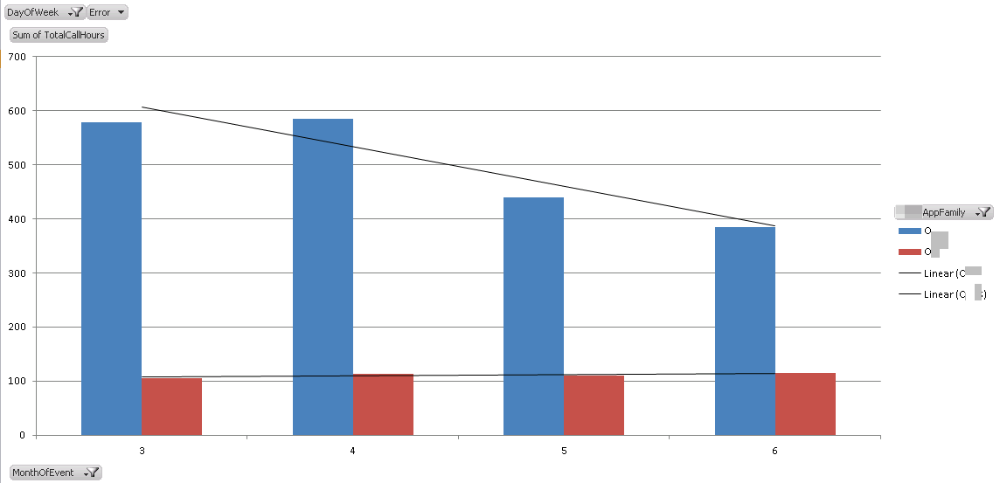 DayOfWeek Error
Sum of TotalCallHours
700
600
500
400
300
200
100
0
3 4 5 6
MonthOfEvent
AppFamily
O
O
Linear (O
Linear (O )